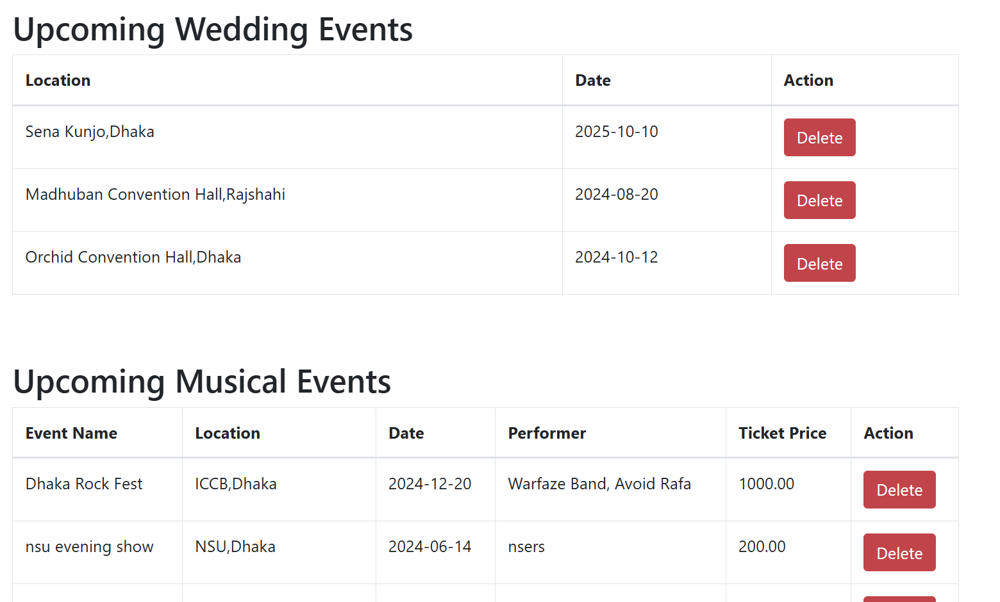 Upcoming Wedding Events
Location Date Action
Sena Kunjo,Dhaka 2025-10-10 Delete
Madhuban Convention Hall,Rajshahi 2024-08-20 Delete
Orchid Convention Hall,Dhaka 2024-10-12 Delete
Upcoming Musical Events
Event Name Location Date Performer Ticket Price Action
Dhaka Rock Fest ICCB,Dhaka 2024-12-20 Warfaze Band, Avoid Rafa 1000.00 Delete
nsu evening show NSU,Dhaka 2024-06-14 nsers 200.00 Delete